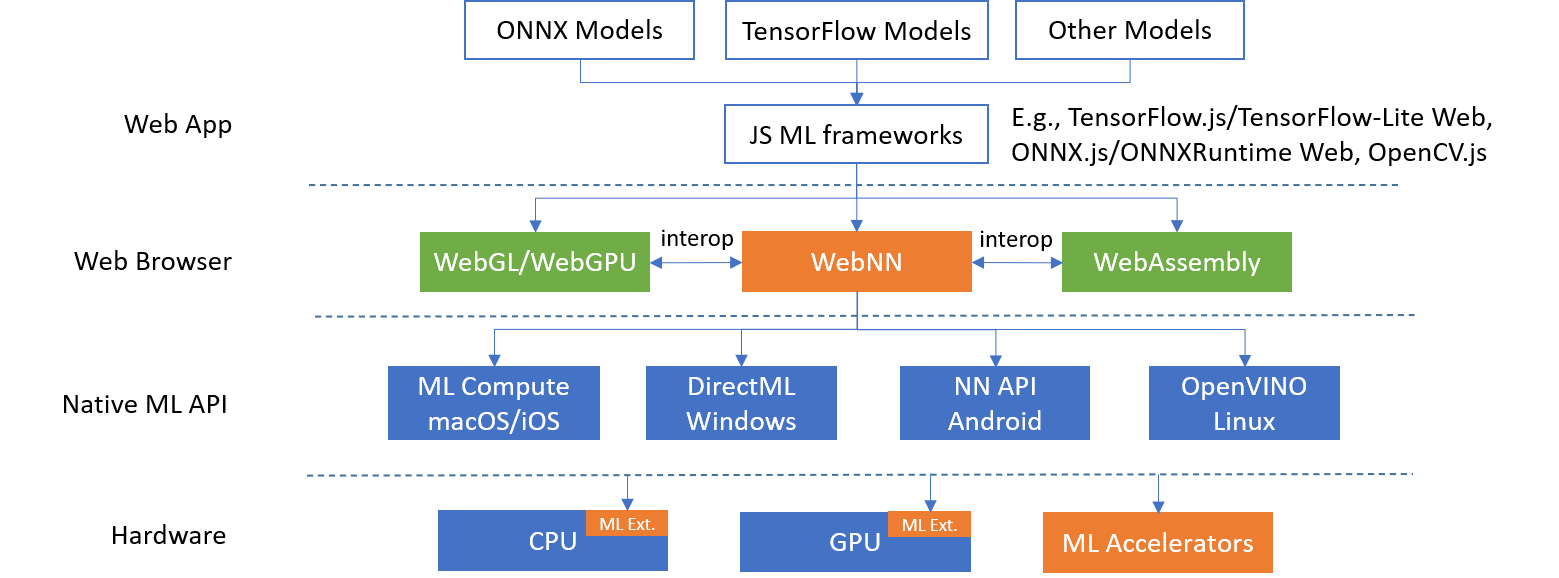 ONNX Models
TensorFlow Models
Other Models
Web App
JS ML frameworks
E.g., TensorFlow.js/TensorFlow-Lite Web,
ONNX.js/ONNXRuntime Web, OpenCV.js
Web Browser
WebGL/WebGPU
interop
WebNN
interop
WebAssembly
Native ML API
ML Compute
macOS/iOS
DirectML
Windows
NN API
Android
OpenVINO
Linux
Hardware
CPU
ML Ext.
GPU
ML Ext.
ML Accelerators